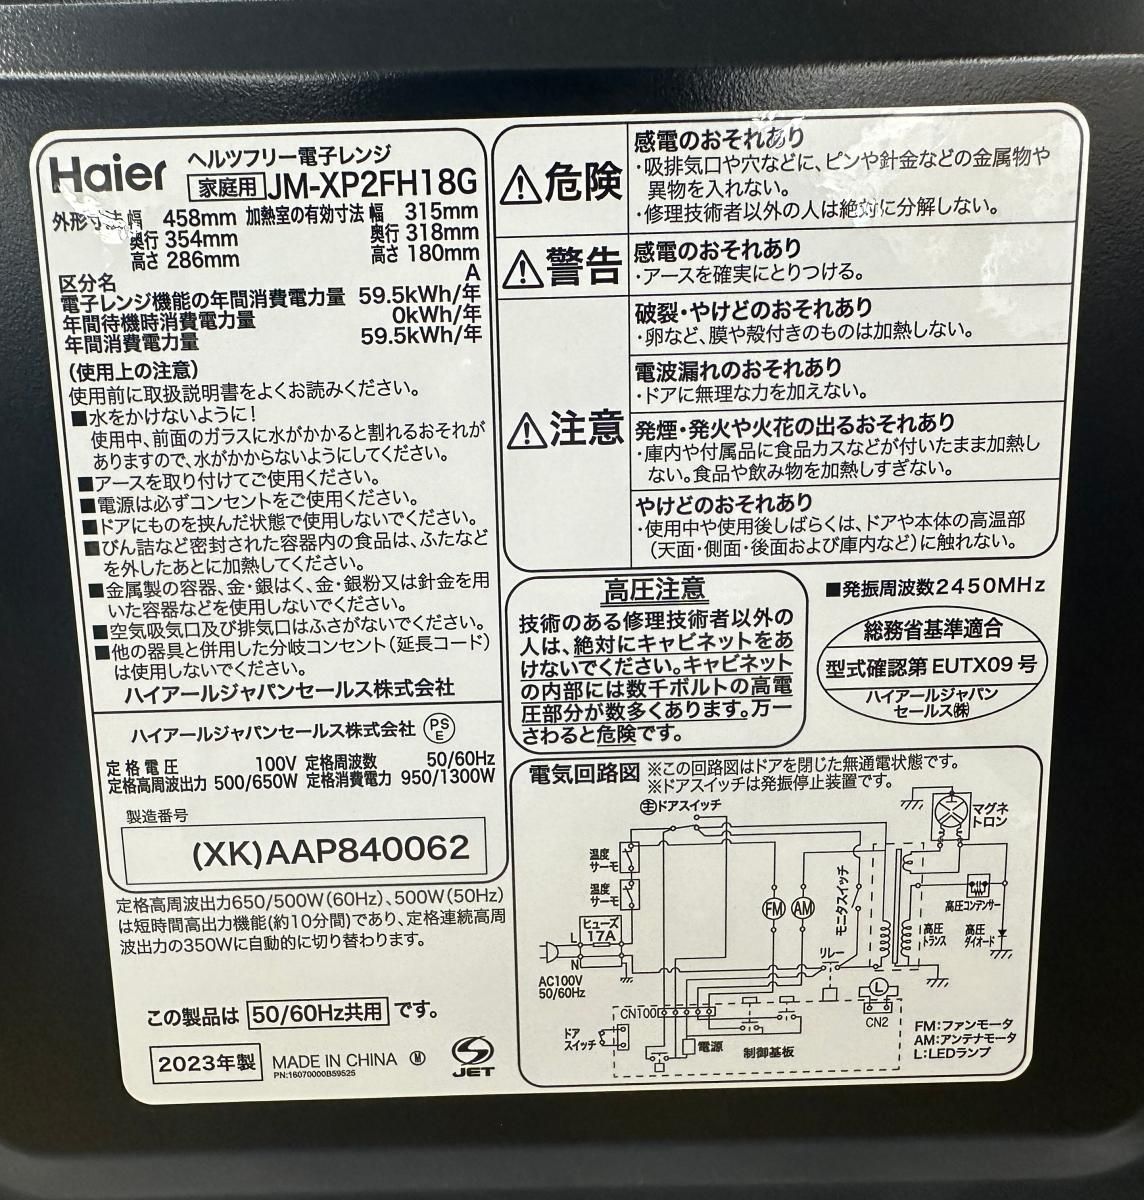 Haier
ヘルツフリー電子レンジ
家庭用 JM-XP2FH18G
外形寸法 幅 458mm 加熱室の有効寸法 幅 315mm
奥行 354mm 奥行 318mm
高さ 286mm 高さ 180mm
区分名 A
電子レンジ機能の年間消費電力量 59.5kWh/年
年間待機時消費電力量 0kWh/年
年間消費電力量 59.5kWh/年
(使用上の注意)
使用前に取扱説明書をよくお読みください。
■水をかけないように!
使用中、前面のガラスに水がかかると割れるおそれが
ありますので、水がかからないようにしてください。
■アースを取り付けてご使用ください。
■電源は必ずコンセントをご使用ください。
■ドアにものを挟んだ状態で使用しないでください。
■びん詰など密封された容器内の食品は、ふたなど
を外したあとに加熱してください。
■金属製の容器、金・銀はく、金・銀粉又は針金を用
いた容器などを使用しないでください。
■空気吸気口及び排気口はふさがないでください。
■他の器具と併用した分岐コンセント(延長コード)
は使用しないでください。
ハイアールジャパンセールス株式会社
ハイアールジャパンセールス株式会社 PSE
定格電圧 100V 定格周波数 50/60Hz
定格高周波出力 500/650W 定格消費電力 950/1300W
製造番号
(XK)AAP840062
定格高周波出力650/500W(60Hz)、500W(50Hz)
は短時間高出力機能(約10分間)であり、定格連続高周
波出力の350Wに自動的に切り替わります。
この製品は 50/60Hz共用 です。
2023年製 MADE IN CHINA Ⓜ
PN:16070000B59525
JET
⚠危険
感電のおそれあり
・吸排気口や穴などに、ピンや針金などの金属物や
異物を入れない。
・修理技術者以外の人は絶対に分解しない。
⚠警告
感電のおそれあり
・アースを確実にとりつける。
⚠注意
破裂・やけどのおそれあり
・卵など、膜や殻付きのものは加熱しない。
電波漏れのおそれあり
・ドアに無理な力を加えない。
発煙・発火や火花の出るおそれあり
・庫内や付属品に食品カスなどが付いたまま加熱し
ない。食品や飲み物を加熱しすぎない。
やけどのおそれあり
・使用中や使用後しばらくは、ドアや本体の高温部
(天面・側面・後面および庫内など)に触れない。
高圧注意
技術のある修理技術者以外の
人は、絶対にキャビネットをあ
けないでください。キャビネット
の内部には数千ボルトの高電
圧部分が数多くあります。万一
さわると危険です。
■発振周波数2450MHz
総務省基準適合
型式確認第 EUTX09 号
ハイアールジャパン
セールス㈱
電気回路図 ※この回路図はドアを閉じた無通電状態です。
※ドアスイッチは発振停止装置です。
主ドアスイッチ
マグネ
トロン
温度
サーモ
温度
サーモ
モータスイッチ
高圧コンデンサー
FM AM
ヒューズ
17A
L
N
高圧
トランス
高圧
ダイオード
リレー
AC100V
50/60Hz
L
CN100
CN2
ドア
スイッチ
電源
制御基板
FM:ファンモータ
AM:アンテナモータ
L:LEDランプ